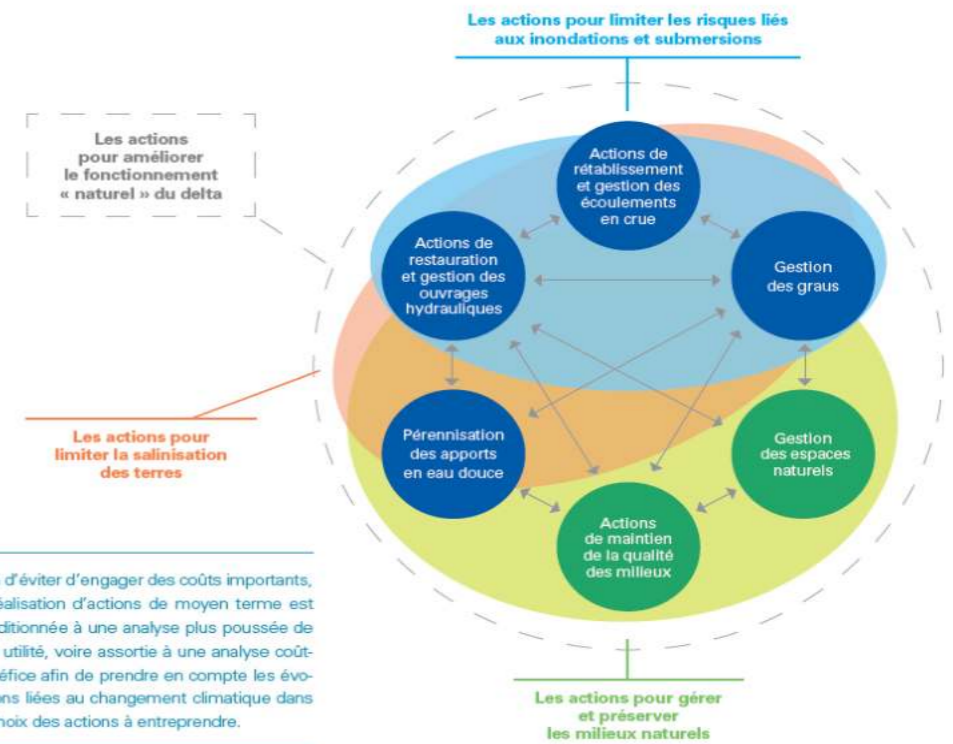 Les actions pour limiter les risques liés
aux inondations et submersions
Les actions
pour améliorer
le fonctionnement
« naturel » du delta
Actions de
rétablissement
et gestion des
écoulements
en crue
Actions de
restauration
et gestion des
ouvrages
hydrauliques
Gestion
des graus
Les actions pour
limiter la salinisation
des terres
Pérennisation
des apports
en eau douce
Gestion
des espaces
naturels
Actions
de maintien
de la qualité
des milieux
d'éviter d'engager des coûts importants,
éalisation d'actions de moyen terme est
ditionnée à une analyse plus poussée de
utilité, voire assortie à une analyse coût-
éfice afin de prendre en compte les évo-
ons liées au changement climatique dans
hoix des actions à entreprendre.
Les actions pour gérer
et préserver
les milieux naturels